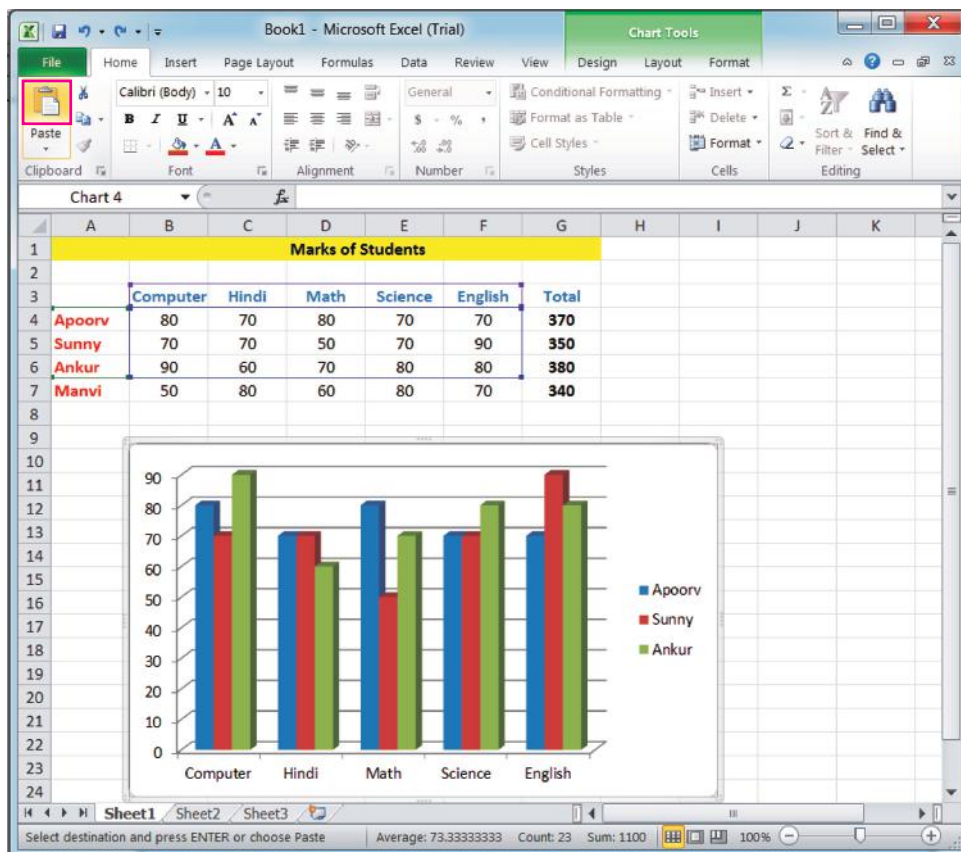 Book1 - Microsoft Excel (Trial) Chart Tools
File Home Insert Page Layout Formulas Data Review View Design Layout Format
Calibri (Body) 10 General Conditional Formatting Insert Σ
B I U A A $ % , Format as Table Delete Sort & Find &
Paste A Cell Styles Format Filter Select
Clipboard Font Alignment Number Styles Cells Editing
Chart 4 fx
A B C D E F G H I J K
1 Marks of Students
2
3 Computer Hindi Math Science English Total
4 Apoorv 80 70 80 70 70 370
5 Sunny 70 70 50 70 90 350
6 Ankur 90 60 70 80 80 380
7 Manvi 50 80 60 80 70 340
8
9
10
11
12
13
14
15
16
17
18
19
20
21
22
23
24
90
80
70
60
50
40
30
20
10
0
Computer Hindi Math Science English
Apoorv
Sunny
Ankur
Sheet1 Sheet2 Sheet3
Select destination and press ENTER or choose Paste Average: 73.33333333 Count: 23 Sum: 1100 100%